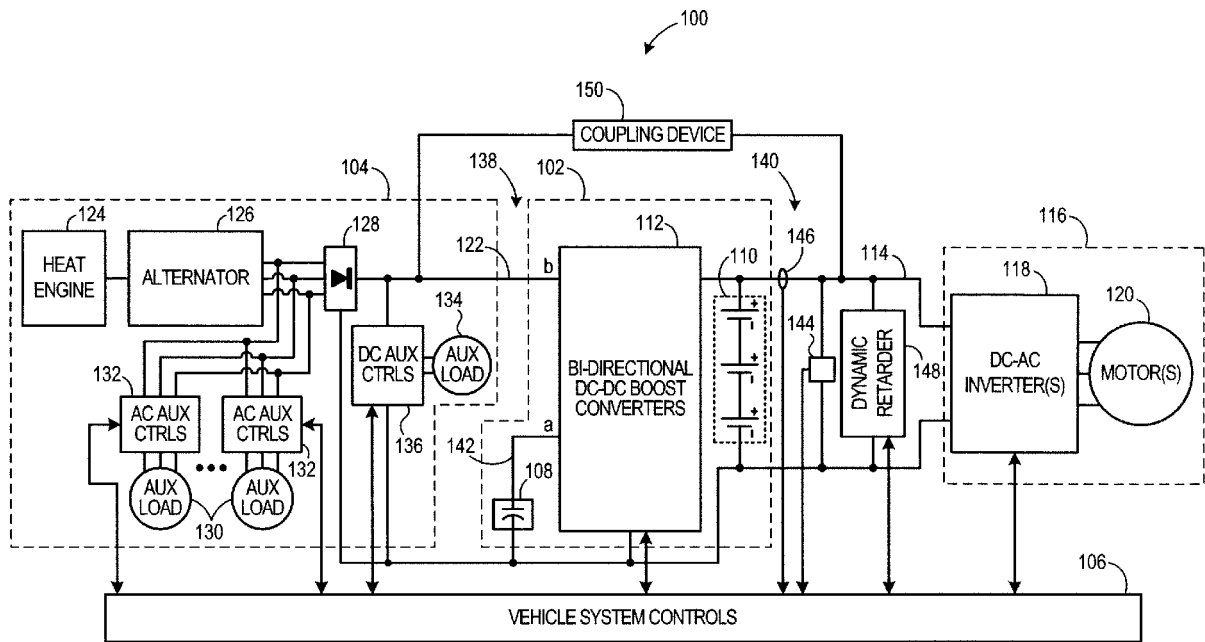 100
150
COUPLING DEVICE
104
138
102
140
124
126
128
122
b
112
110
146
114
116
118
120
HEAT
ENGINE
ALTERNATOR
134
DC AUX
CTRLS
AUX
LOAD
136
BI-DIRECTIONAL
DC-DC BOOST
CONVERTERS
+
-
+
-
+
-
144
DYNAMIC
RETARDER
148
DC-AC
INVERTER(S)
MOTOR(S)
132
AC AUX
CTRLS
AC AUX
CTRLS
132
a
142
108
AUX
LOAD
130
AUX
LOAD
106
VEHICLE SYSTEM CONTROLS